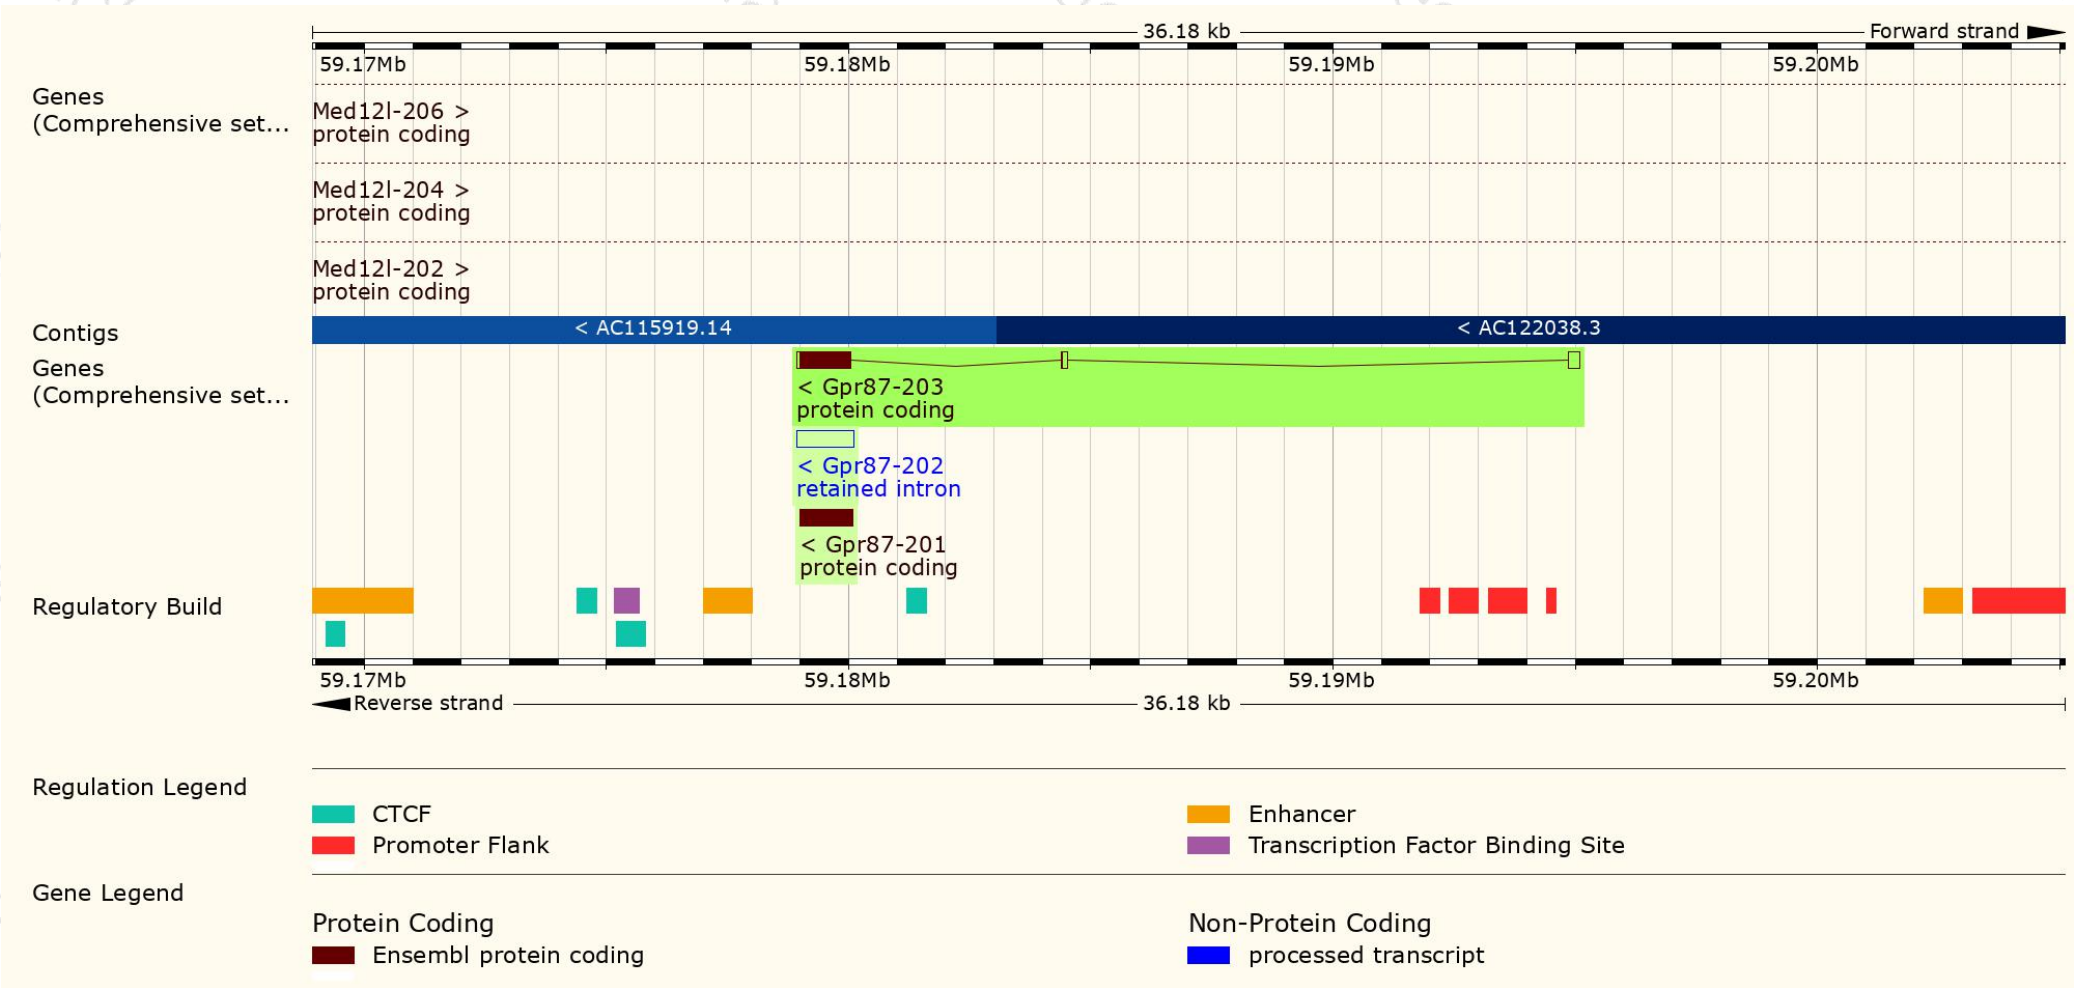 36.18 kb
Forward strand
59.17Mb 59.18Mb 59.19Mb 59.20Mb
Genes
(Comprehensive set...
Med12l-206 >
protein coding
Med12l-204 >
protein coding
Med12l-202 >
protein coding
Contigs
< AC115919.14
< AC122038.3
Genes
(Comprehensive set...
< Gpr87-203
protein coding
< Gpr87-202
retained intron
< Gpr87-201
protein coding
Regulatory Build
59.17Mb 59.18Mb 59.19Mb 59.20Mb
Reverse strand
36.18 kb
Regulation Legend
CTCF
Enhancer
Promoter Flank
Transcription Factor Binding Site
Gene Legend
Protein Coding
Non-Protein Coding
Ensembl protein coding
processed transcript